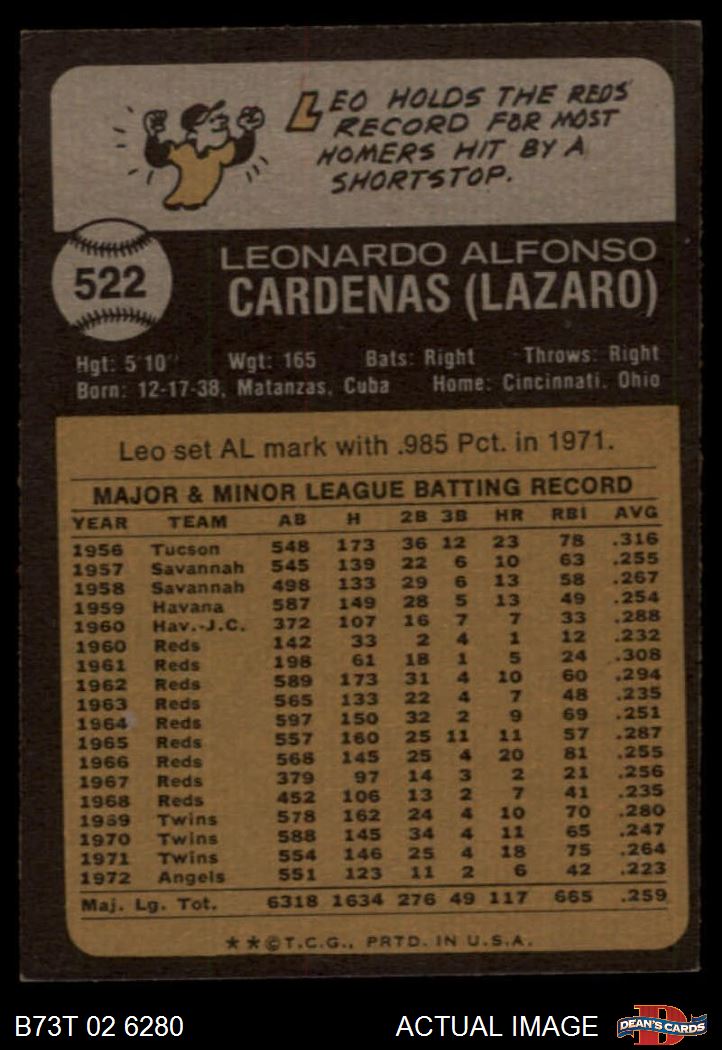 LEO HOLDS THE REDS'
RECORD FOR MOST
HOMERS HIT BY A
SHORTSTOP.
522
LEONARDO ALFONSO
CARDENAS (LAZARO)
Hgt: 5'10" Wgt: 165 Bats: Right Throws: Right
Born: 12-17-38, Matanzas, Cuba Home: Cincinnati, Ohio
Leo set AL mark with .985 Pct. in 1971.
MAJOR & MINOR LEAGUE BATTING RECORD
YEAR TEAM AB H 2B 3B HR RBI AVG
1956 Tucson 548 173 36 12 23 78 .316
1957 Savannah 545 139 22 6 10 63 .255
1958 Savannah 498 133 29 6 13 58 .267
1959 Havana 587 149 28 5 13 49 .254
1960 Hav.-J.C. 372 107 16 7 7 33 .288
1960 Reds 142 33 2 4 1 12 .232
1961 Reds 198 61 18 1 5 24 .308
1962 Reds 589 173 31 4 10 60 .294
1963 Reds 565 133 22 4 7 48 .235
1964 Reds 597 150 32 2 9 69 .251
1965 Reds 557 160 25 11 11 57 .287
1966 Reds 568 145 25 4 20 81 .255
1967 Reds 379 97 14 3 2 21 .256
1968 Reds 452 106 13 2 7 41 .235
1969 Twins 578 162 24 4 10 70 .280
1970 Twins 588 145 34 4 11 65 .247
1971 Twins 554 146 25 4 18 75 .264
1972 Angels 551 123 11 2 6 42 .223
Maj. Lg. Tot. 6318 1634 276 49 117 665 .259
**©T.C.G., PRTD. IN U.S.A.
B73T 02 6280 ACTUAL IMAGE
D
DEAN'S CARDS